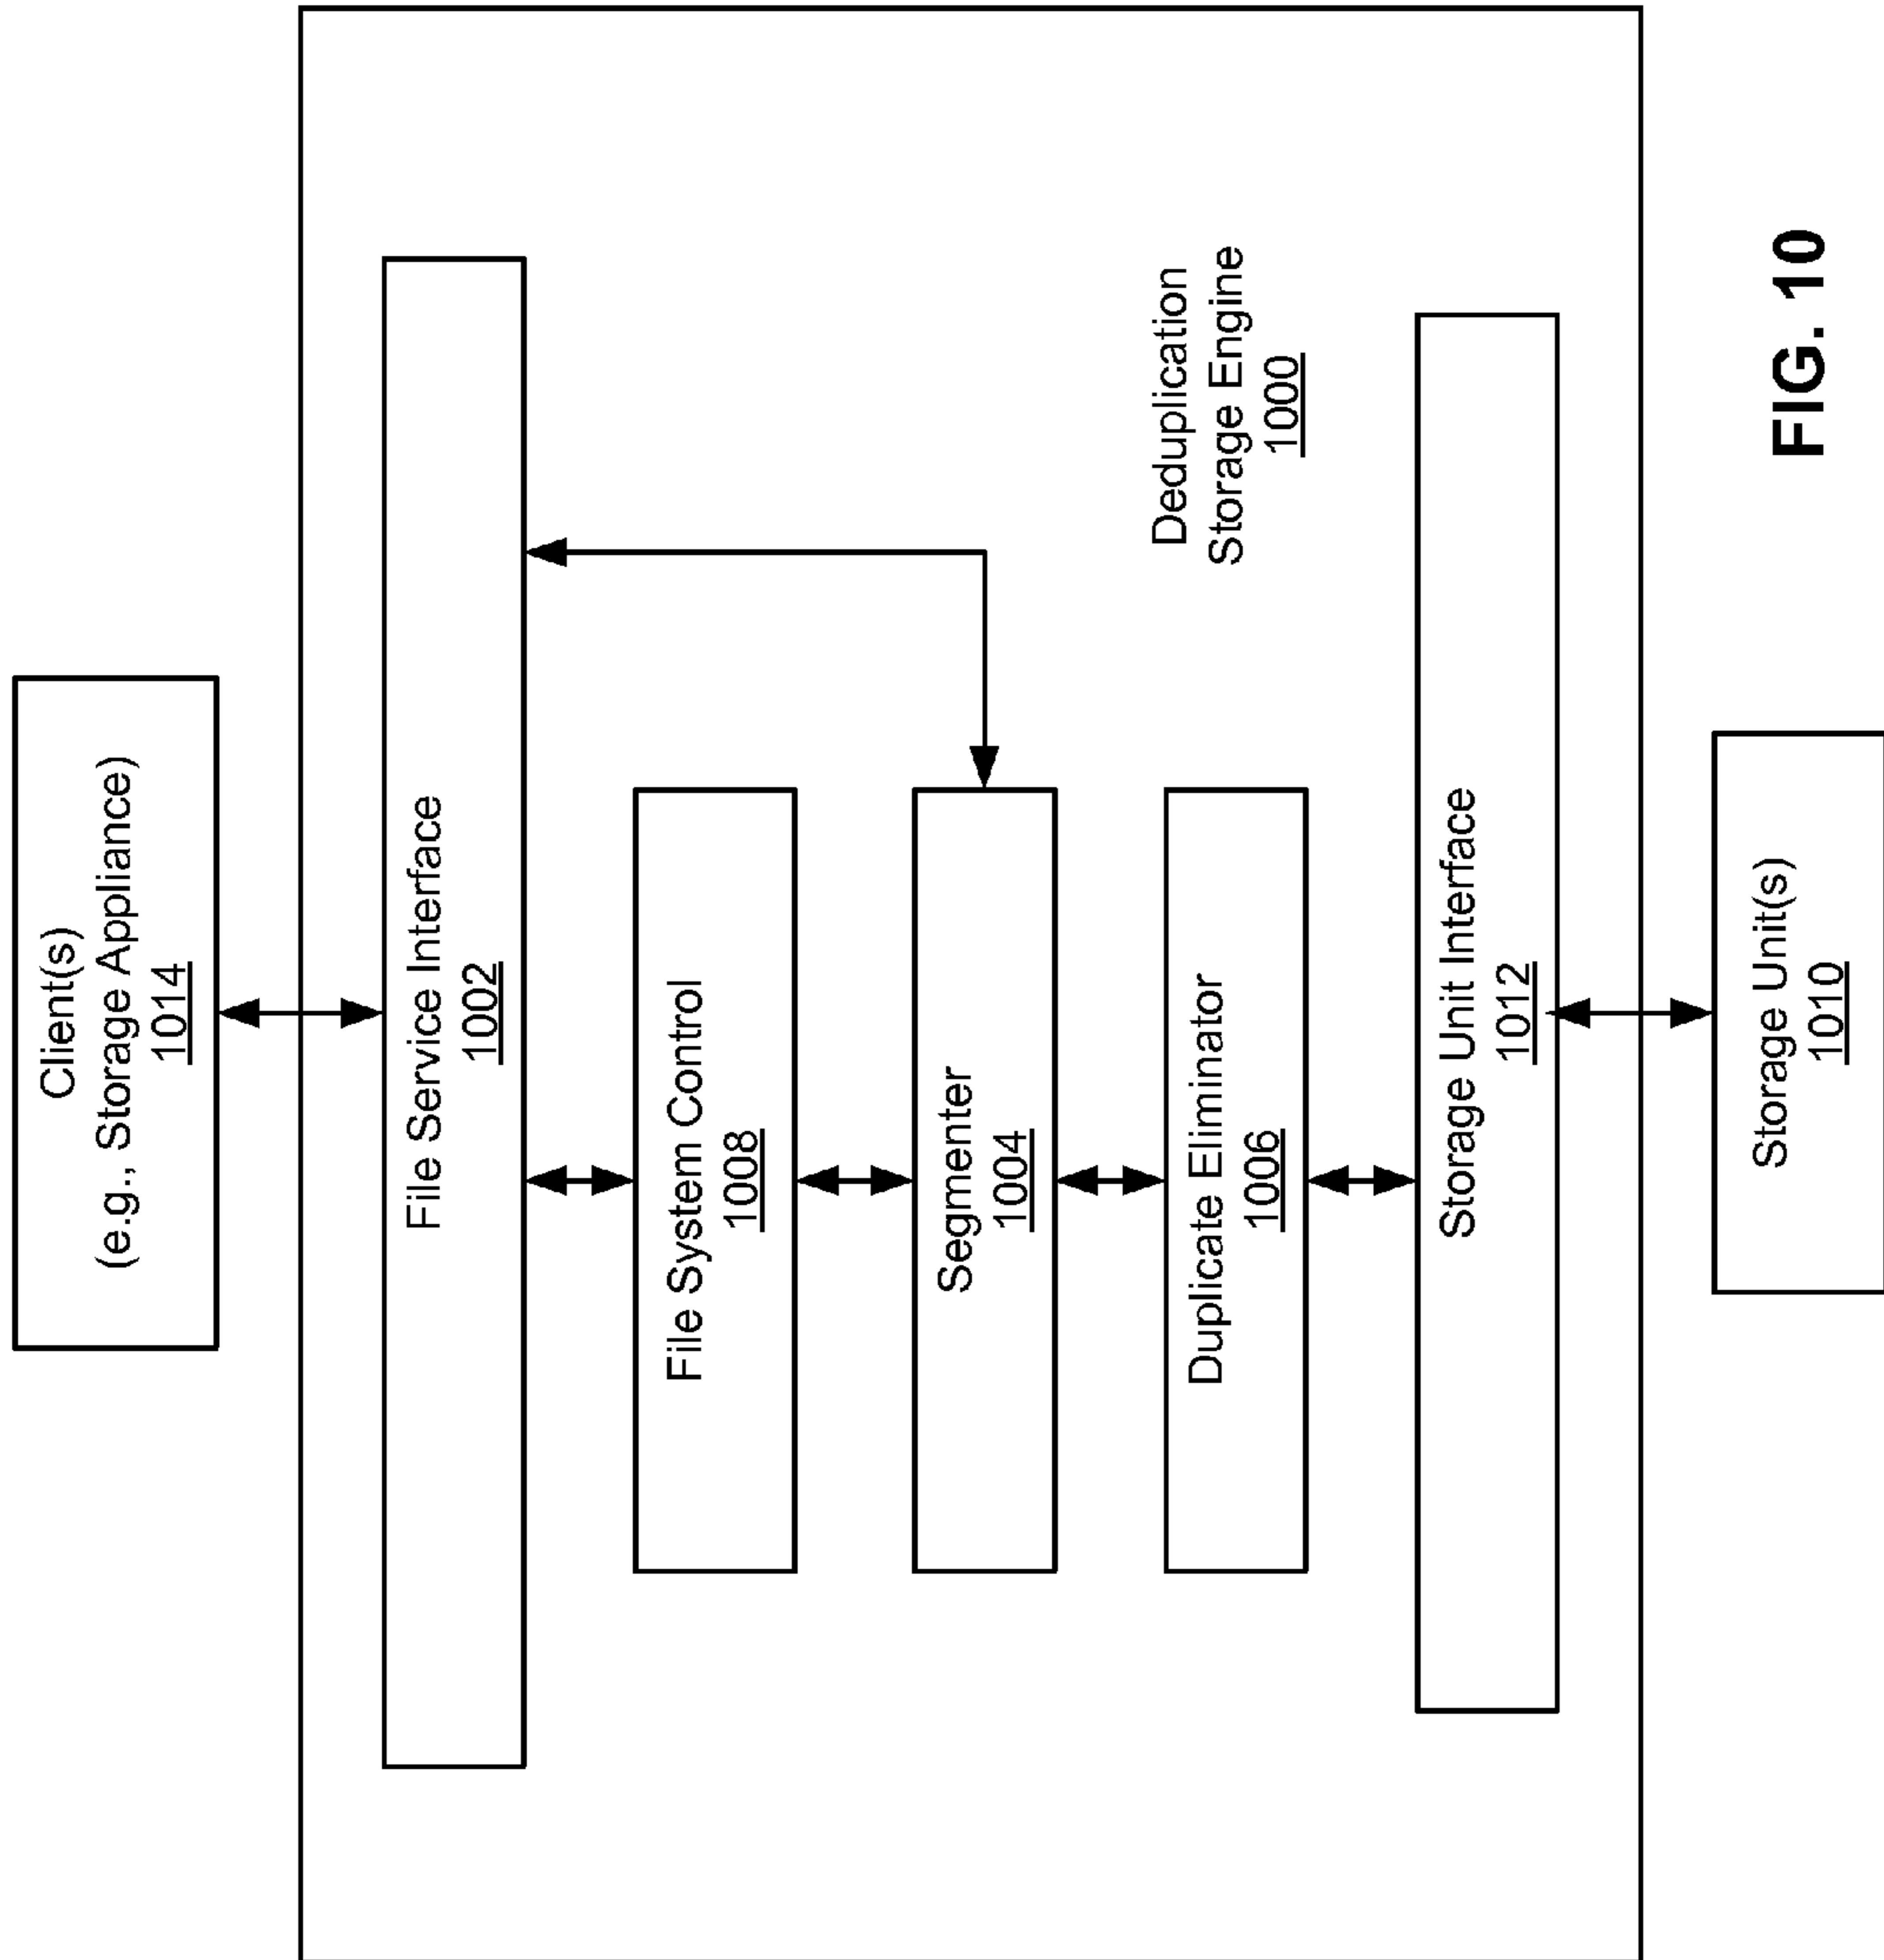 Client(s)
(e.g., Storage Appliance)
1014
File Service Interface
1002
File System Control
1008
Segmenter
1004
Duplicate Eliminator
1006
Deduplication
Storage Engine
1000
Storage Unit Interface
1012
Storage Unit(s)
1010
FIG. 10